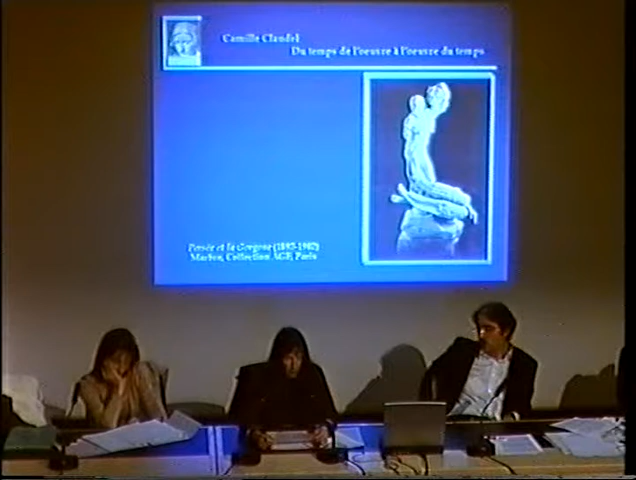 Camille Claudel
Du temps de l'oeuvre à l'oeuvre du temps
Persée et la Gorgone (1897-1902)
Marbre, Collection AGF, Paris